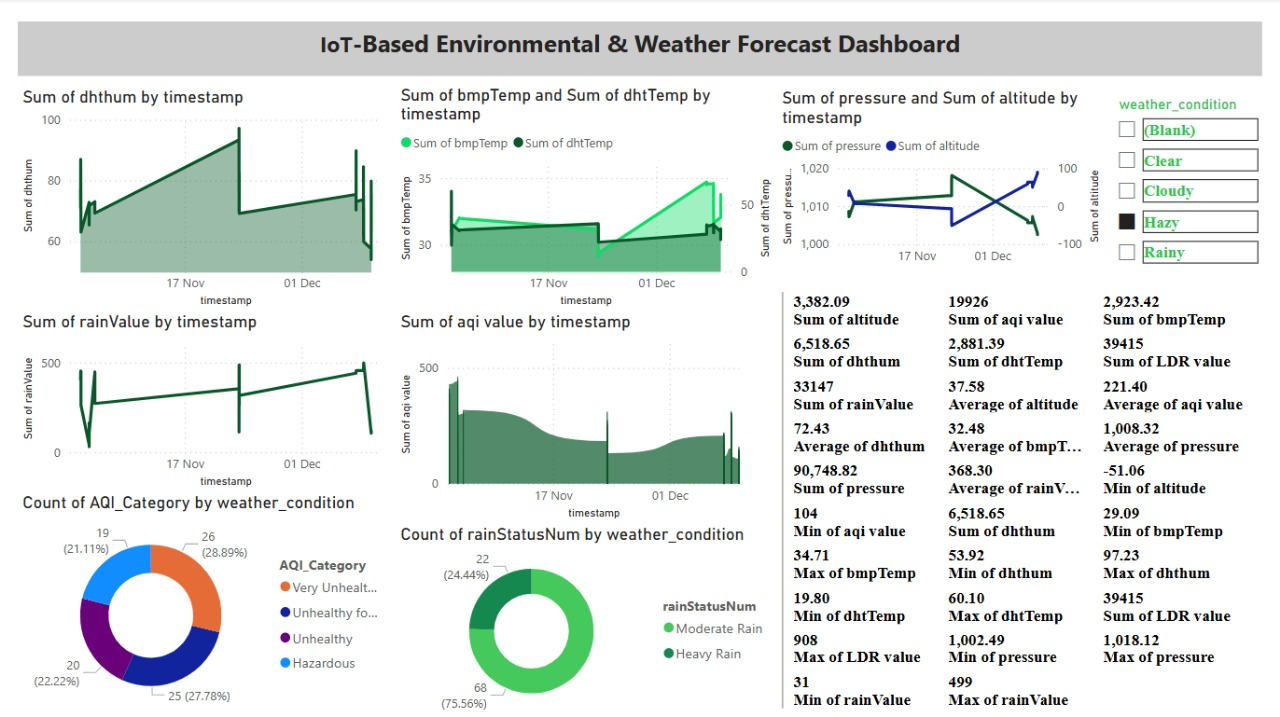 IoT-Based Environmental & Weather Forecast Dashboard
Sum of dhthum by timestamp
100
80
60
Sum of dhthum
17 Nov
01 Dec
timestamp
Sum of bmpTemp and Sum of dhtTemp by
timestamp
Sum of bmpTemp
Sum of dhtTemp
35
30
Sum of bmpTemp
50
0
Sum of dhtTemp
17 Nov
01 Dec
timestamp
Sum of pressure and Sum of altitude by
timestamp
Sum of pressure
Sum of altitude
1,020
1,010
1,000
Sum of pressu..
100
0
-100
Sum of altitude
17 Nov
01 Dec
weather_condition
(Blank)
Clear
Cloudy
Hazy
Rainy
Sum of rainValue by timestamp
500
0
Sum of rainValue
17 Nov
01 Dec
timestamp
Sum of aqi value by timestamp
500
0
Sum of aqi value
17 Nov
01 Dec
timestamp
Count of AQI_Category by weather_condition
19
(21.11%)
26
(28.89%)
20
(22.22%)
25 (27.78%)
AQI_Category
Very Unhealt...
Unhealthy fo...
Unhealthy
Hazardous
Count of rainStatusNum by weather_condition
22
(24.44%)
68
(75.56%)
rainStatusNum
Moderate Rain
Heavy Rain
3,382.09
Sum of altitude
19926
Sum of aqi value
2,923.42
Sum of bmpTemp
6,518.65
Sum of dhthum
2,881.39
Sum of dhtTemp
39415
Sum of LDR value
33147
Sum of rainValue
37.58
Average of altitude
221.40
Average of aqi value
72.43
Average of dhthum
32.48
Average of bmpT...
1,008.32
Average of pressure
90,748.82
Sum of pressure
368.30
Average of rainV...
-51.06
Min of altitude
104
Min of aqi value
6,518.65
Sum of dhthum
29.09
Min of bmpTemp
34.71
Max of bmpTemp
53.92
Min of dhthum
97.23
Max of dhthum
19.80
Min of dhtTemp
60.10
Max of dhtTemp
39415
Sum of LDR value
908
Max of LDR value
1,002.49
Min of pressure
1,018.12
Max of pressure
31
Min of rainValue
499
Max of rainValue